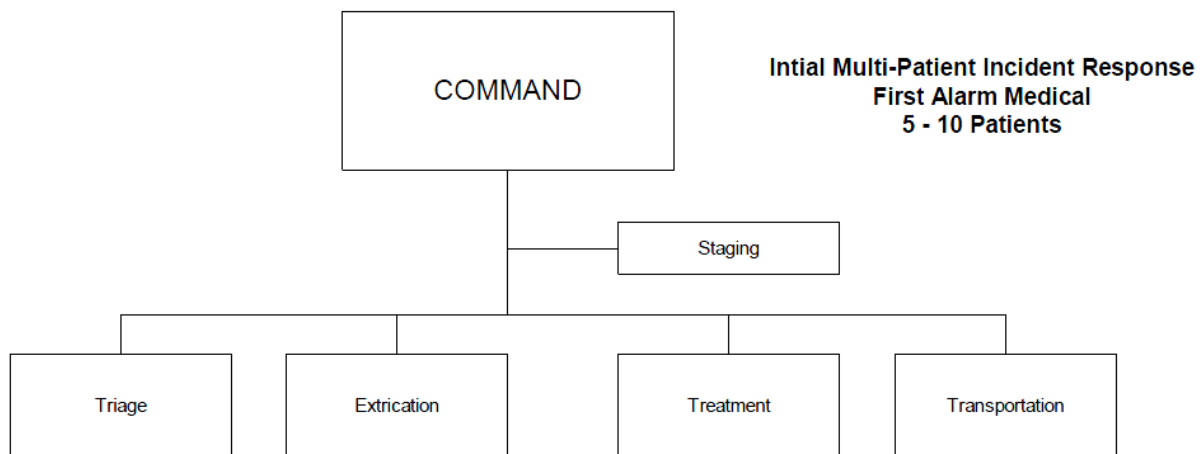 COMMAND
Intial Multi-Patient Incident Response
First Alarm Medical
5 - 10 Patients
Staging
Triage
Extrication
Treatment
Transportation